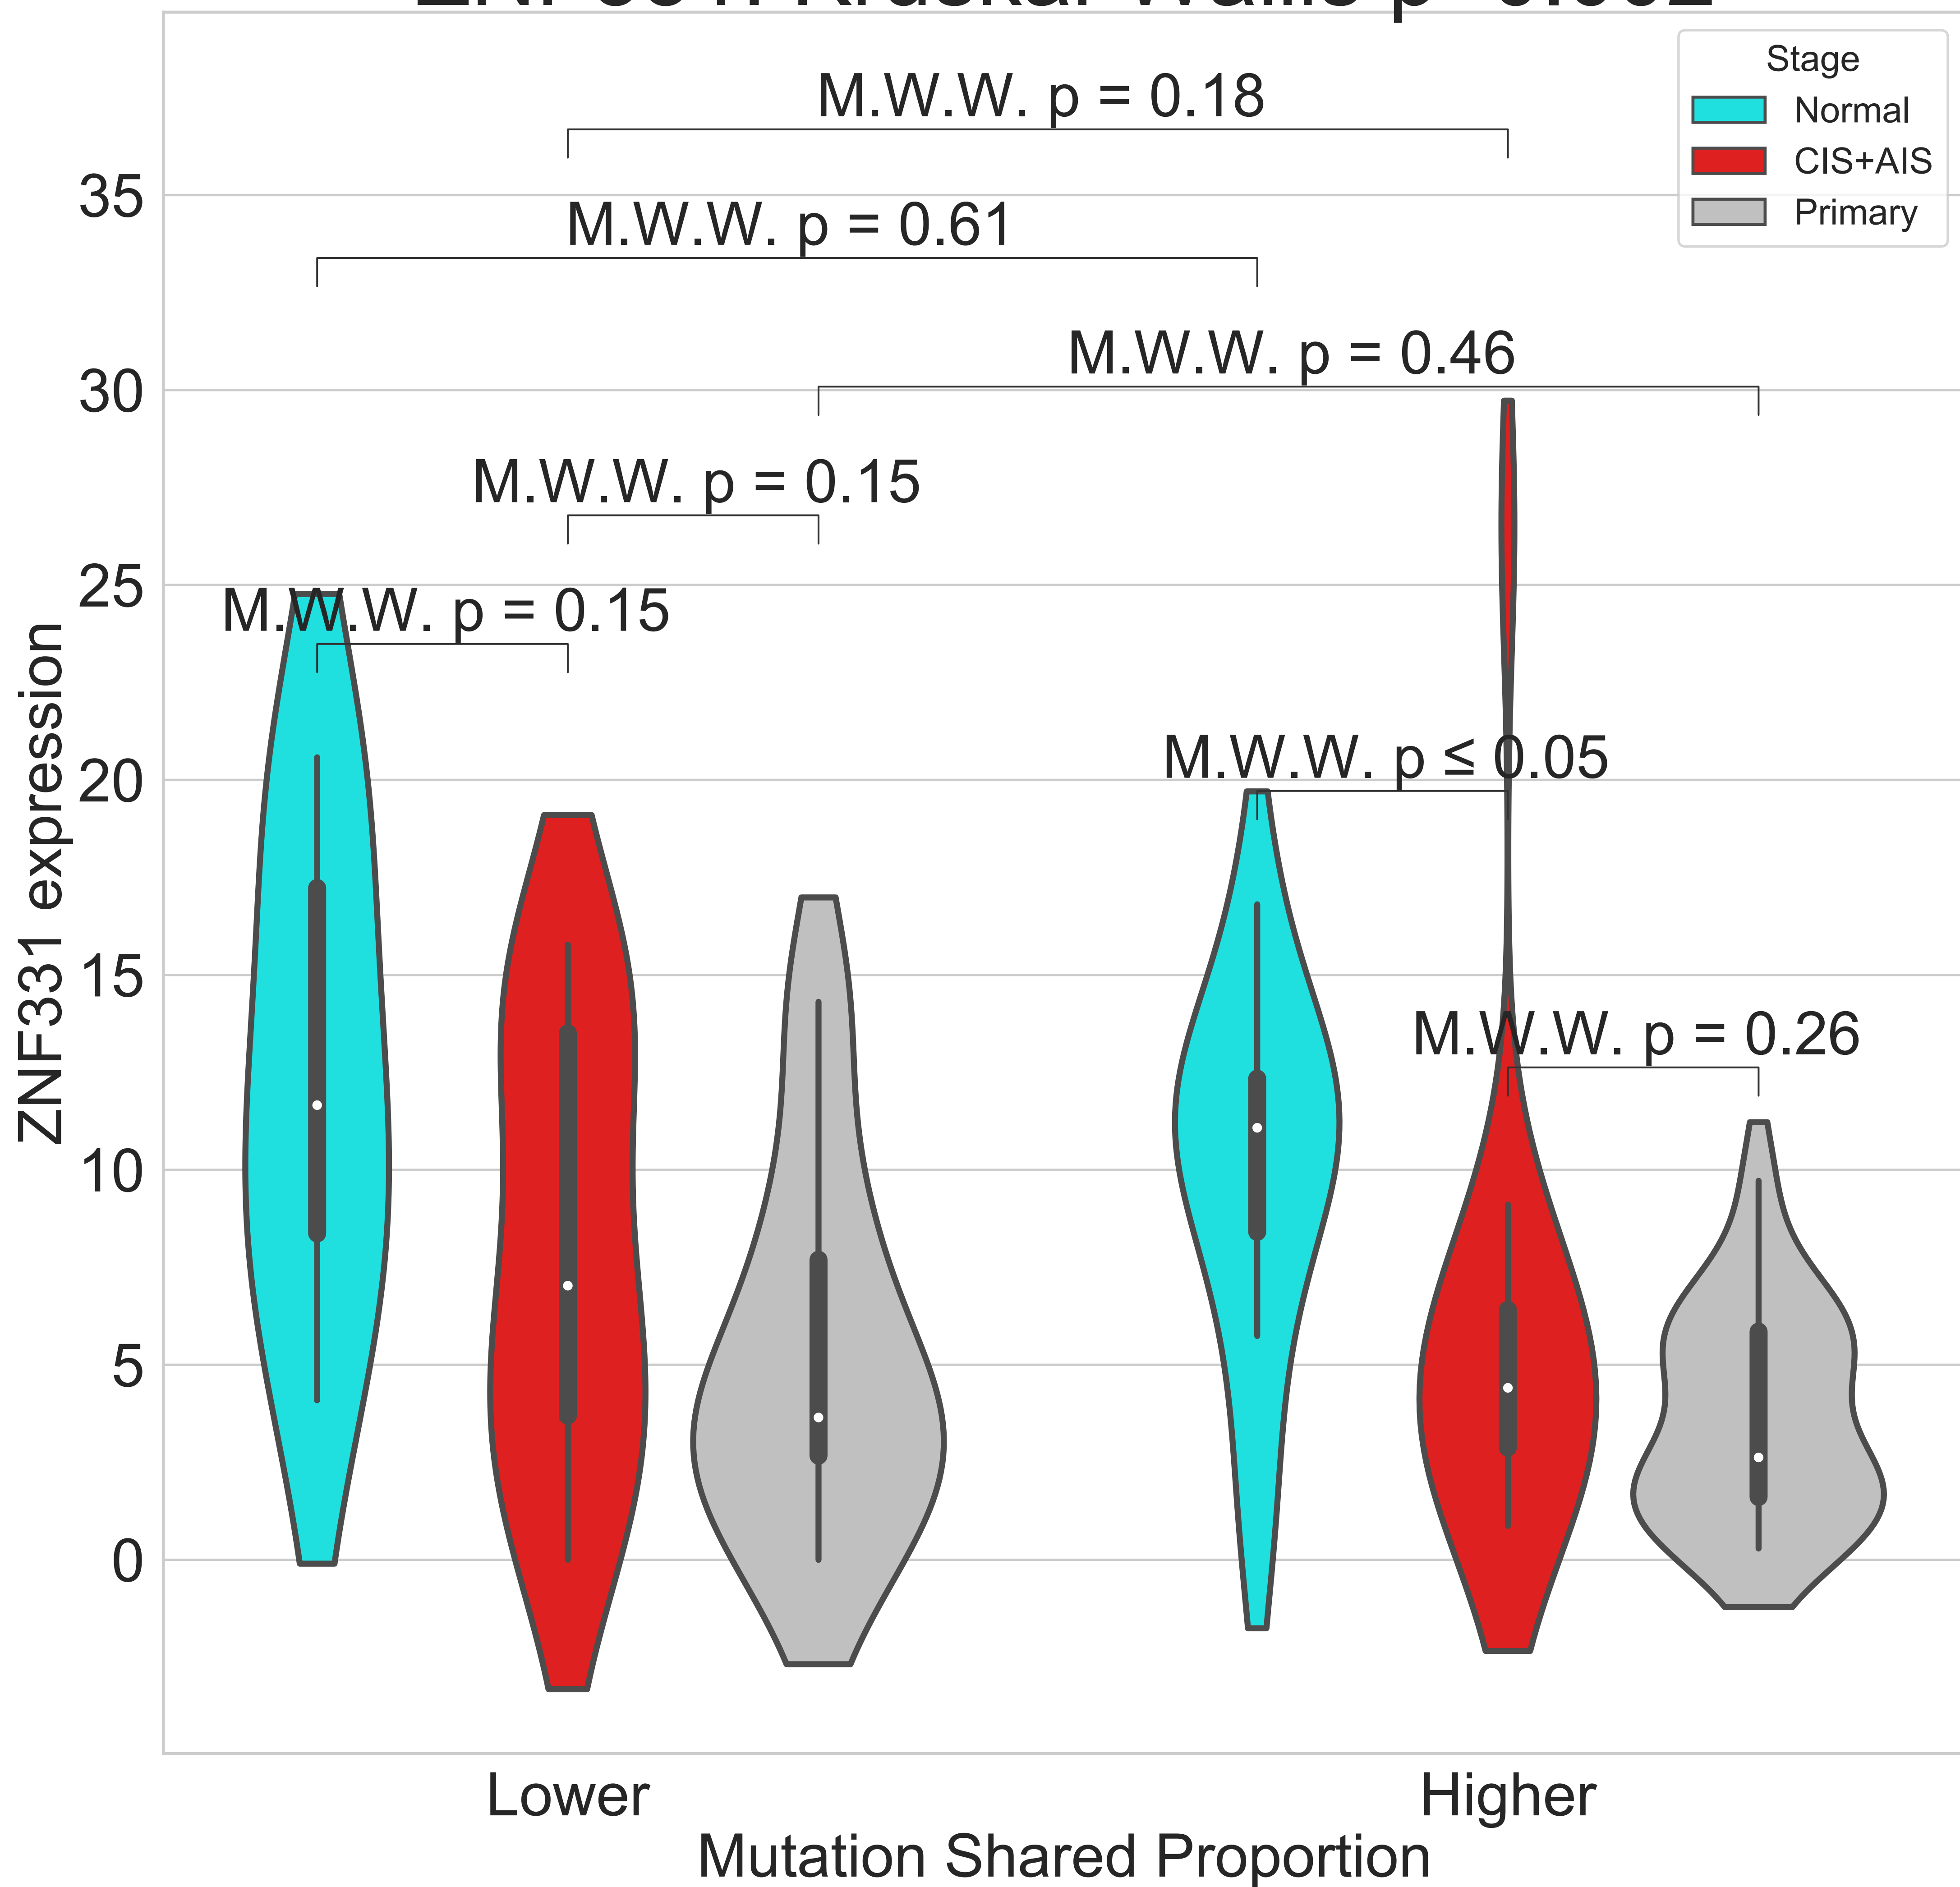 Stage
Normal
CIS+AIS
Primary
M.W.W. p = 0.18
M.W.W. p = 0.61
M.W.W. p = 0.46
M.W.W. p = 0.15
M.W.W. p = 0.15
M.W.W. p ≤ 0.05
M.W.W. p = 0.26
35
30
25
20
15
10
5
0
ZNF331 expression
Lower
Higher
Mutation Shared Proportion